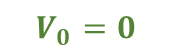 V₀ = 0